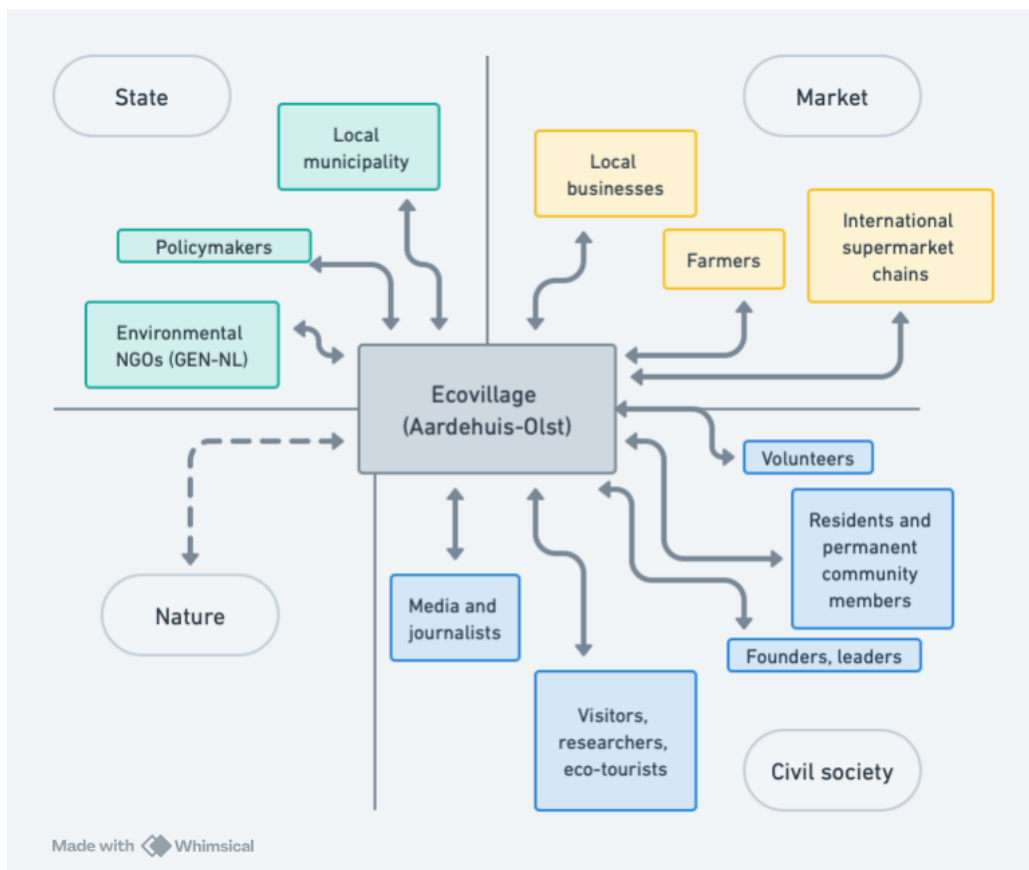 State
Market
Local
municipality
Local
businesses
International
supermarket
chains
Policymakers
Farmers
Environmental
NGOs (GEN-NL)
Ecovillage
(Aardehuis-Olst)
Volunteers
Residents and
permanent
community
members
Nature
Media and
journalists
Founders, leaders
Visitors,
researchers,
eco-tourists
Civil society
Made with Whimsical